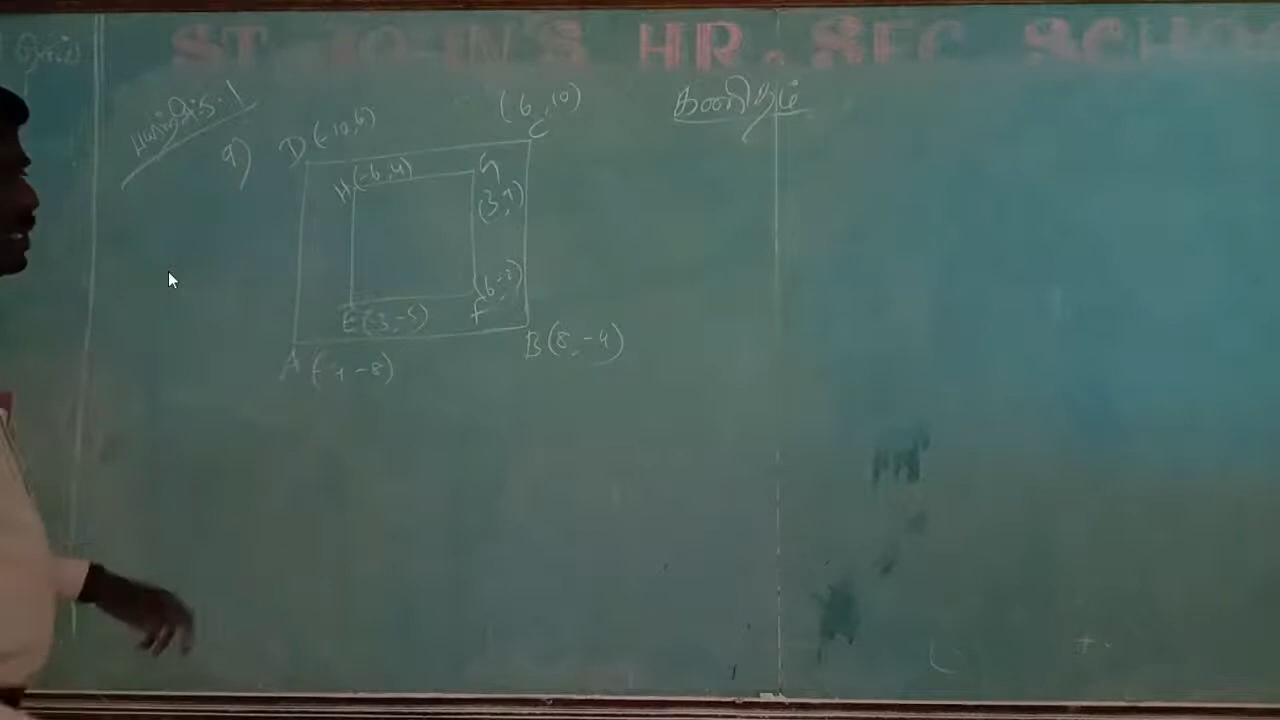 ST JOHN'S HR. SEC SCHO
பயிற்சி 5.1
கணிதம்
9)
D (-10,6)
(6,10)
C
H (-6,4)
G
(3,7)
(6,-2)
F
E (3,-5)
B (8,-4)
A (-4 -8)